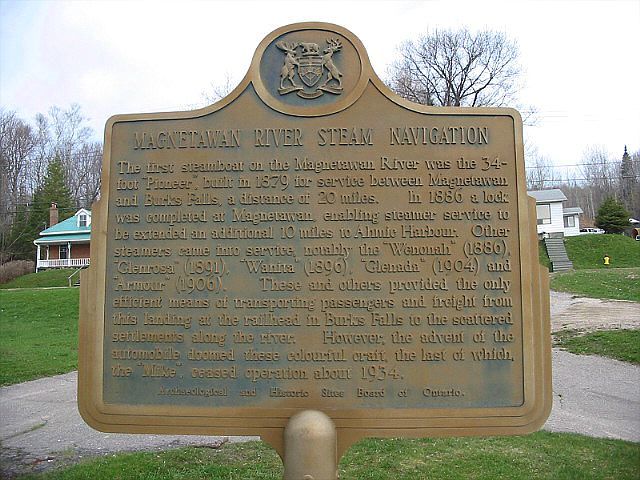 MAGNETAWAN RIVER STEAM NAVIGATION
The first steamboat on the Magnetawan River was the 34-
foot "Pioneer", built in 1879 for service between Magnetawan
and Burks Falls, a distance of 20 miles. In 1886 a lock
was completed at Magnetawan, enabling steamer service to
be extended an additional 10 miles to Ahmic Harbour. Other
steamers came into service, notably the "Wenonah" (1886),
"Glenrosa" (1891), "Wanita" (1896), "Glenada" (1904) and
"Armour" (1906). These and others provided the only
efficient means of transporting passengers and freight from
this landing at the railhead in Burks Falls to the scattered
settlements along the river. However, the advent of the
automobile doomed these colourful craft, the last of which,
the "Mike", ceased operation about 1934.
Archaeological and Historic Sites Board of Ontario.